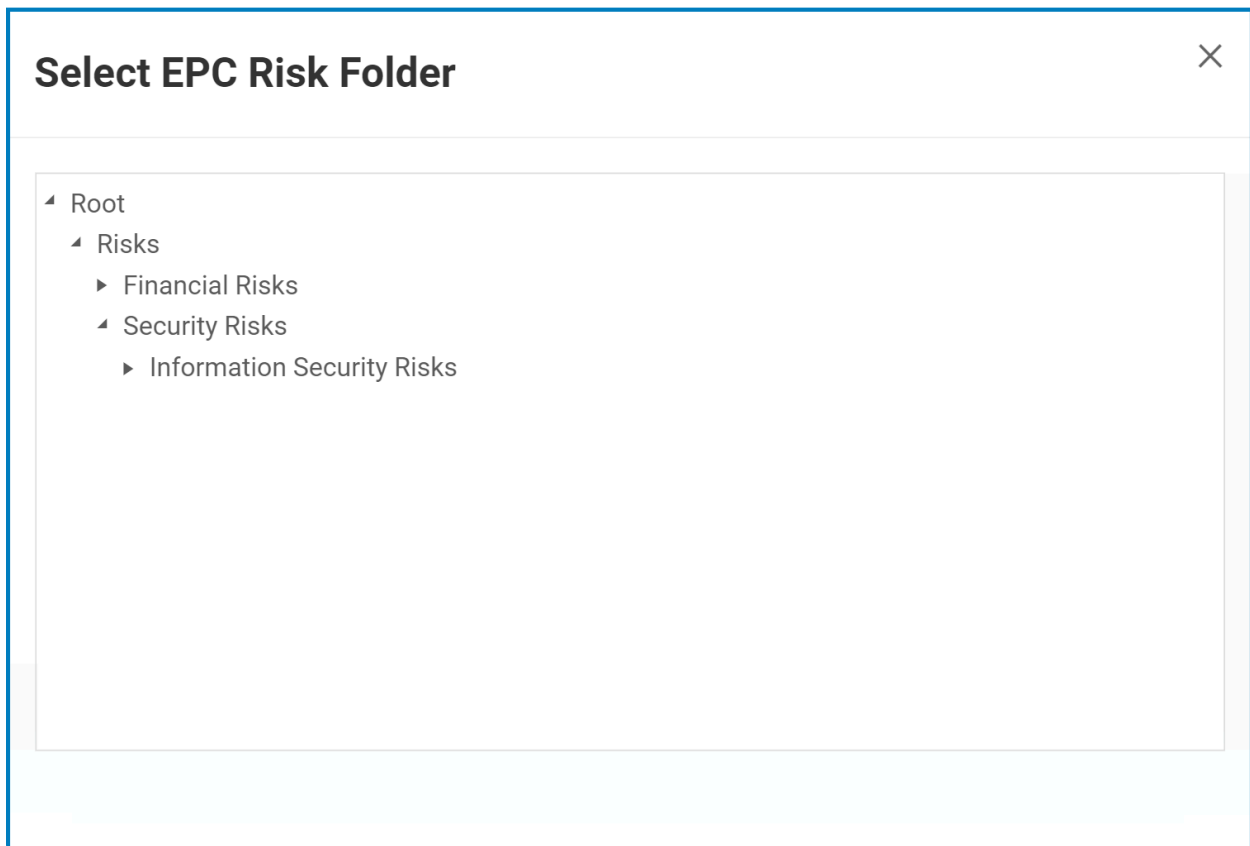 Select EPC Risk Folder
Root
Risks
Financial Risks
Security Risks
Information Security Risks